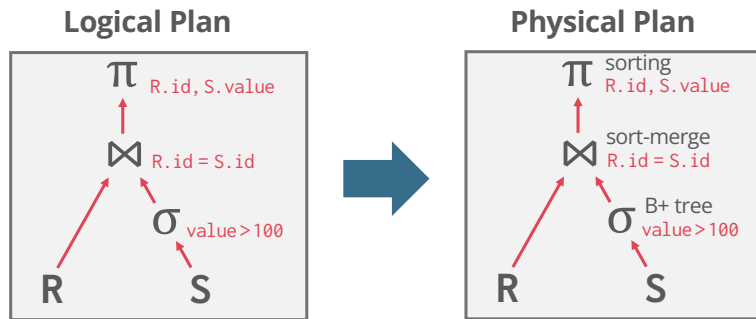 Logical Plan
π
R.id, S.value
⋈ R.id = S.id
σ value>100
R S
Physical Plan
sorting
π R.id, S.value
sort-merge
⋈ R.id = S.id
B+ tree
σ value>100
R S